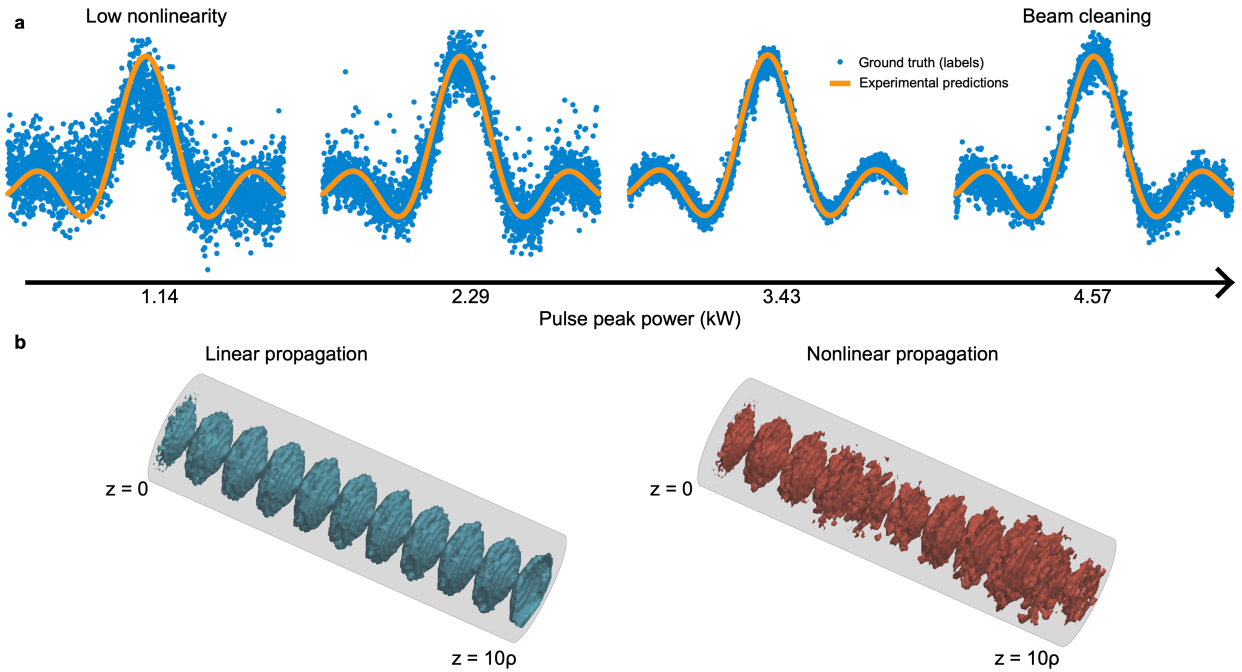 a
Low nonlinearity
Beam cleaning
Ground truth (labels)
Experimental predictions
1.14
2.29
3.43
4.57
Pulse peak power (kW)
b
Linear propagation
Nonlinear propagation
z = 0
z = 0
z = 10ρ
z = 10ρ